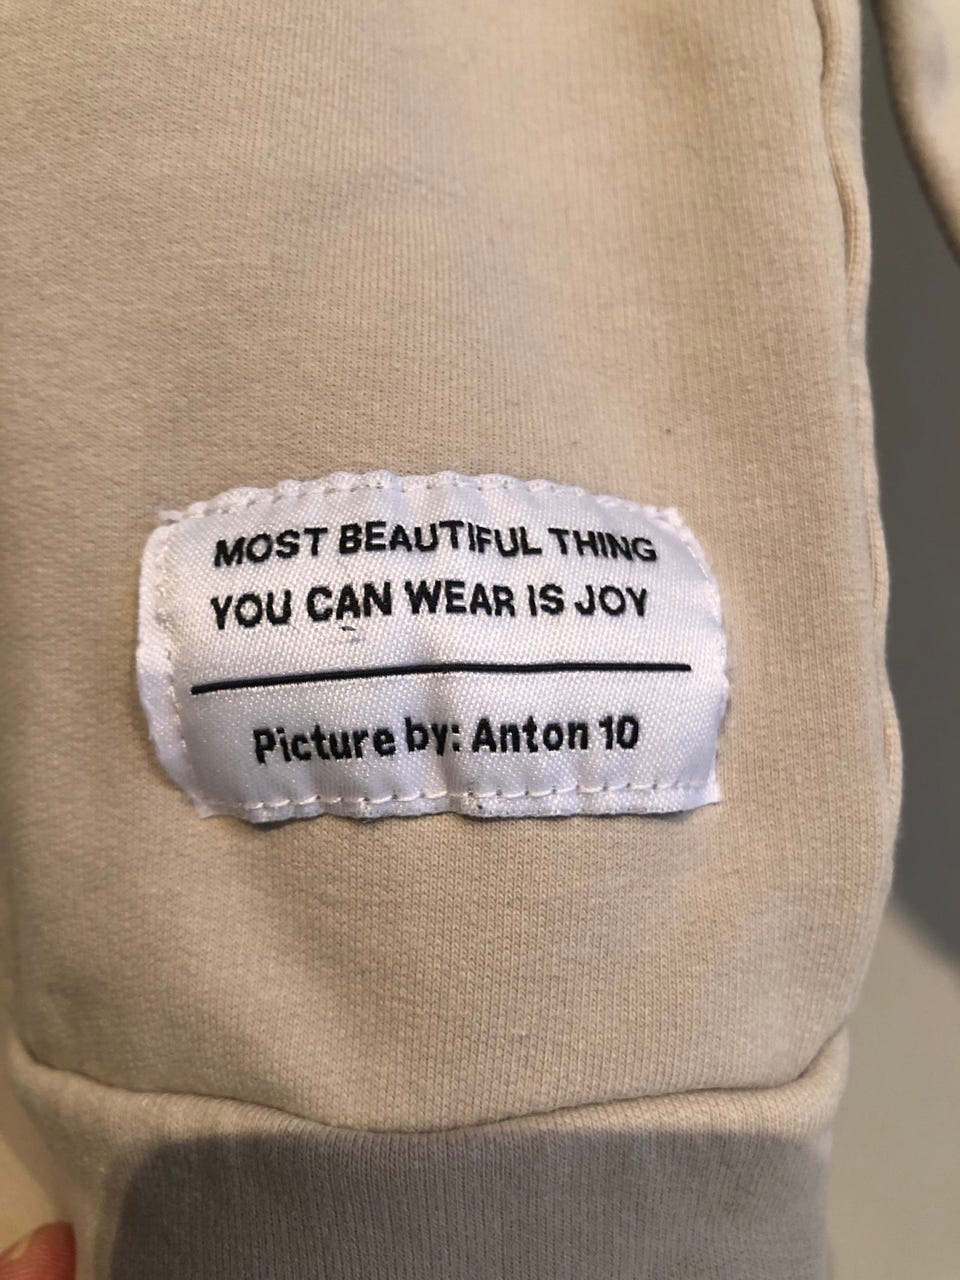 MOST BEAUTIFUL THING
YOU CAN WEAR IS JOY
Picture by: Anton 10